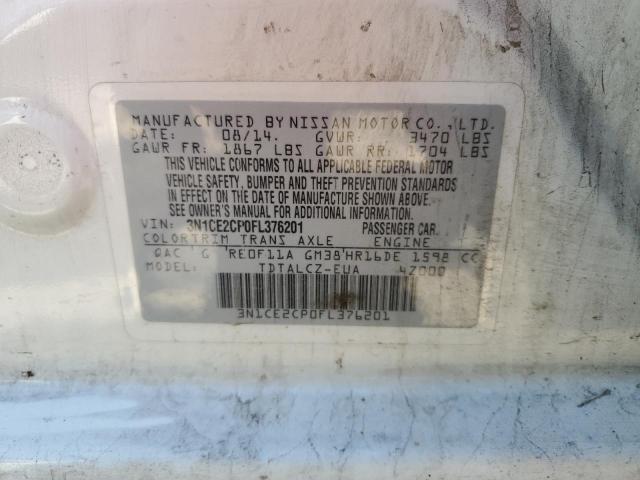 MANUFACTURED BY NISSAN MOTOR CO., LTD.
DATE: 08/14. GVWR: 3470 LBS
GAWR FR: 1867 LBS GAWR RR: 1704 LBS
THIS VEHICLE CONFORMS TO ALL APPLICABLE FEDERAL MOTOR
VEHICLE SAFETY, BUMPER AND THEFT PREVENTION STANDARDS
IN EFFECT ON THE DATE OF MANUFACTURE SHOWN ABOVE.
SEE OWNER'S MANUAL FOR ADDITIONAL INFORMATION.
VIN: 3N1CE2CP0FL376201 PASSENGER CAR
COLOR TRIM TRANS AXLE ENGINE
QAC G RE0F11A GM38 HR16DE 1598 CC
TDTALCZ-EUA 4Z000
3N1CE2CP0FL376201